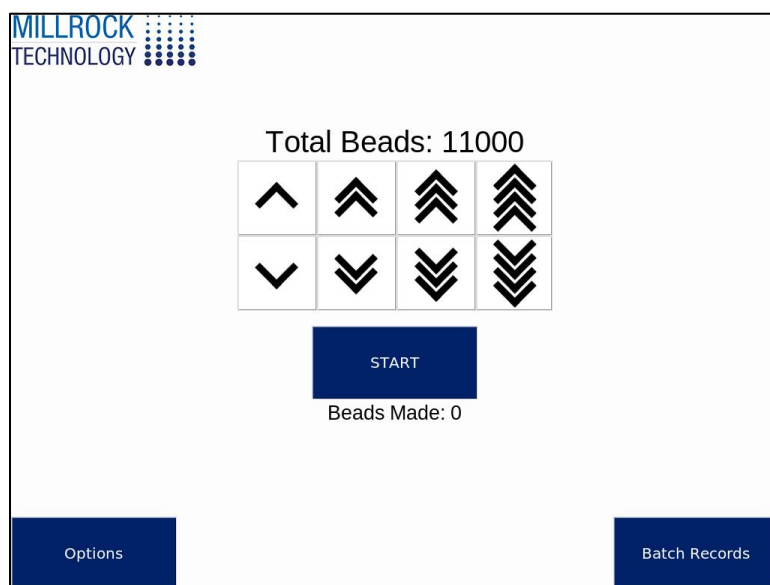 MILLROCK
TECHNOLOGY
Total Beads: 11000
START
Beads Made: 0
Options
Batch Records